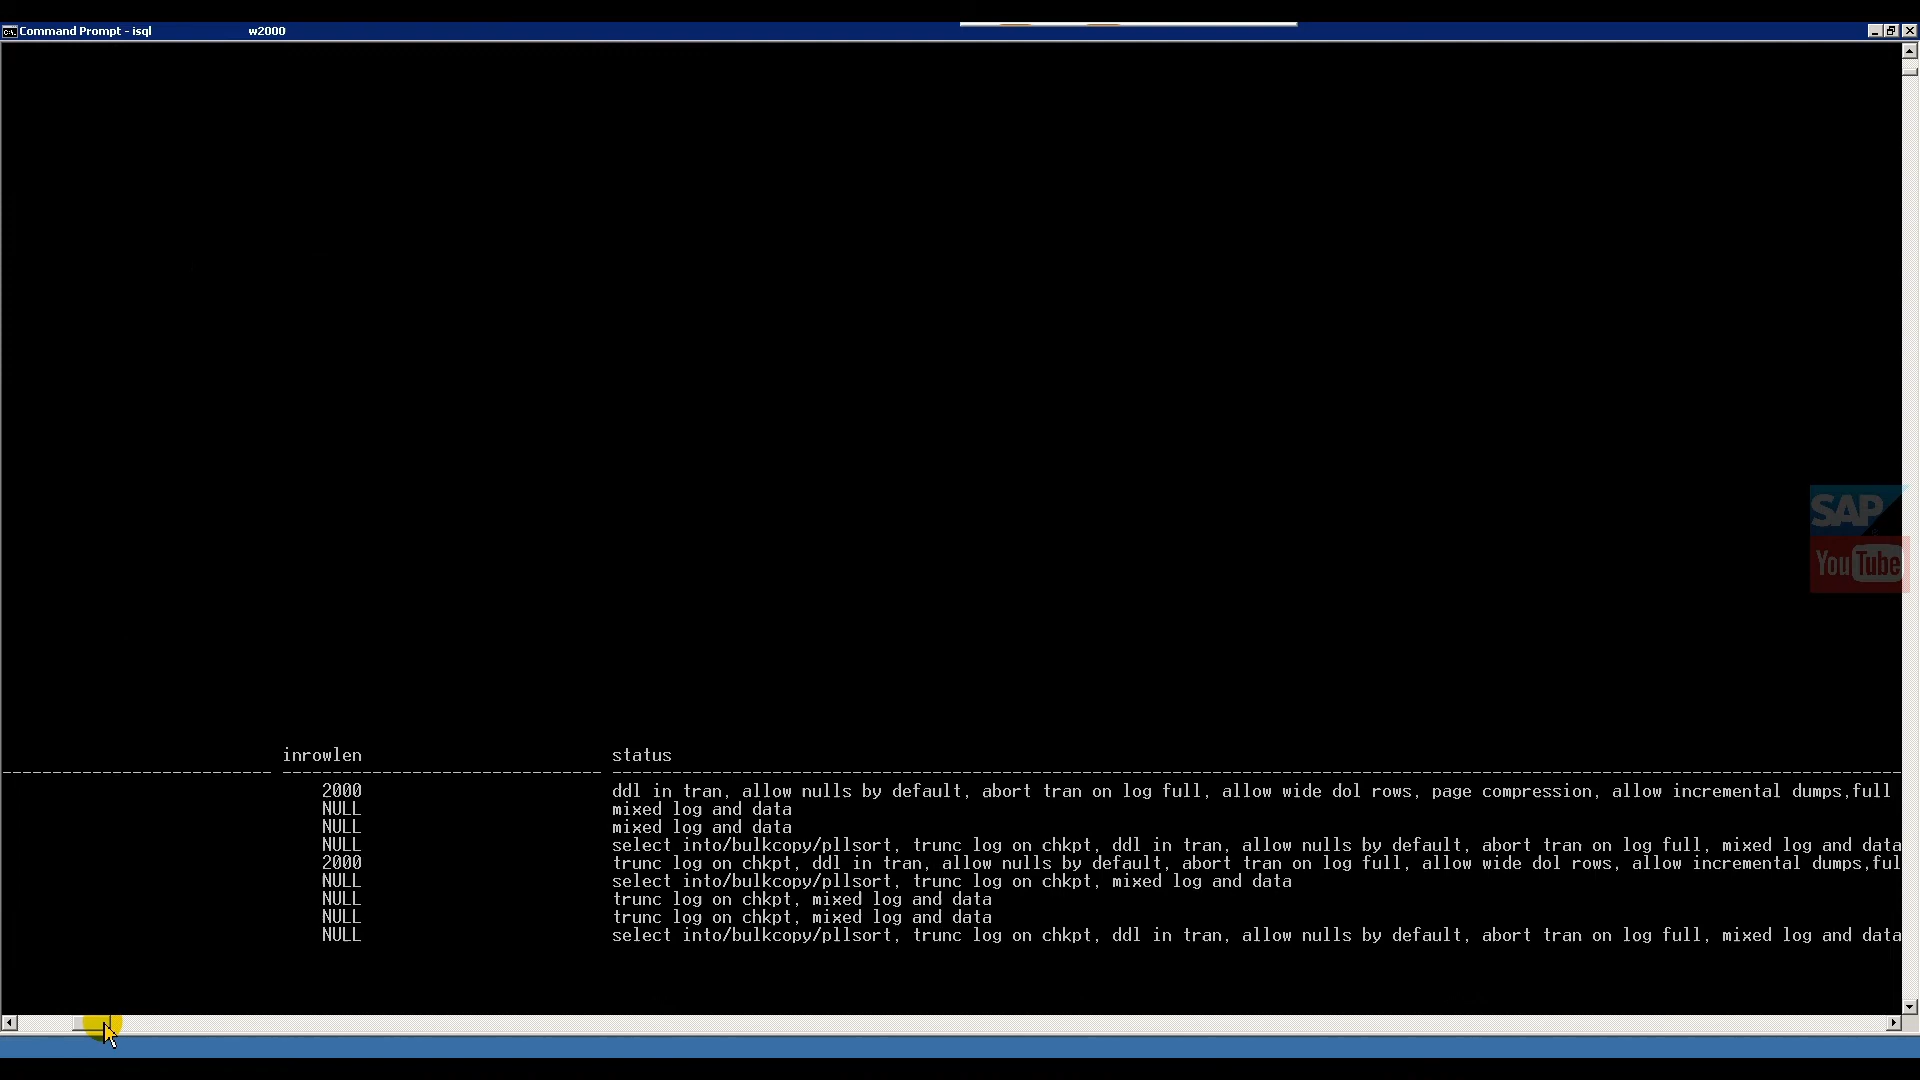 Command Prompt - isql w2000
inrowlen status
2000 ddl in tran, allow nulls by default, abort tran on log full, allow wide dol rows, page compression, allow incremental dumps,full
NULL mixed log and data
NULL mixed log and data
NULL select into/bulkcopy/pllsort, trunc log on chkpt, ddl in tran, allow nulls by default, abort tran on log full, mixed log and data
2000 trunc log on chkpt, ddl in tran, allow nulls by default, abort tran on log full, allow wide dol rows, allow incremental dumps,ful
NULL select into/bulkcopy/pllsort, trunc log on chkpt, mixed log and data
NULL trunc log on chkpt, mixed log and data
NULL trunc log on chkpt, mixed log and data
NULL select into/bulkcopy/pllsort, trunc log on chkpt, ddl in tran, allow nulls by default, abort tran on log full, mixed log and data
SAP
YouTube